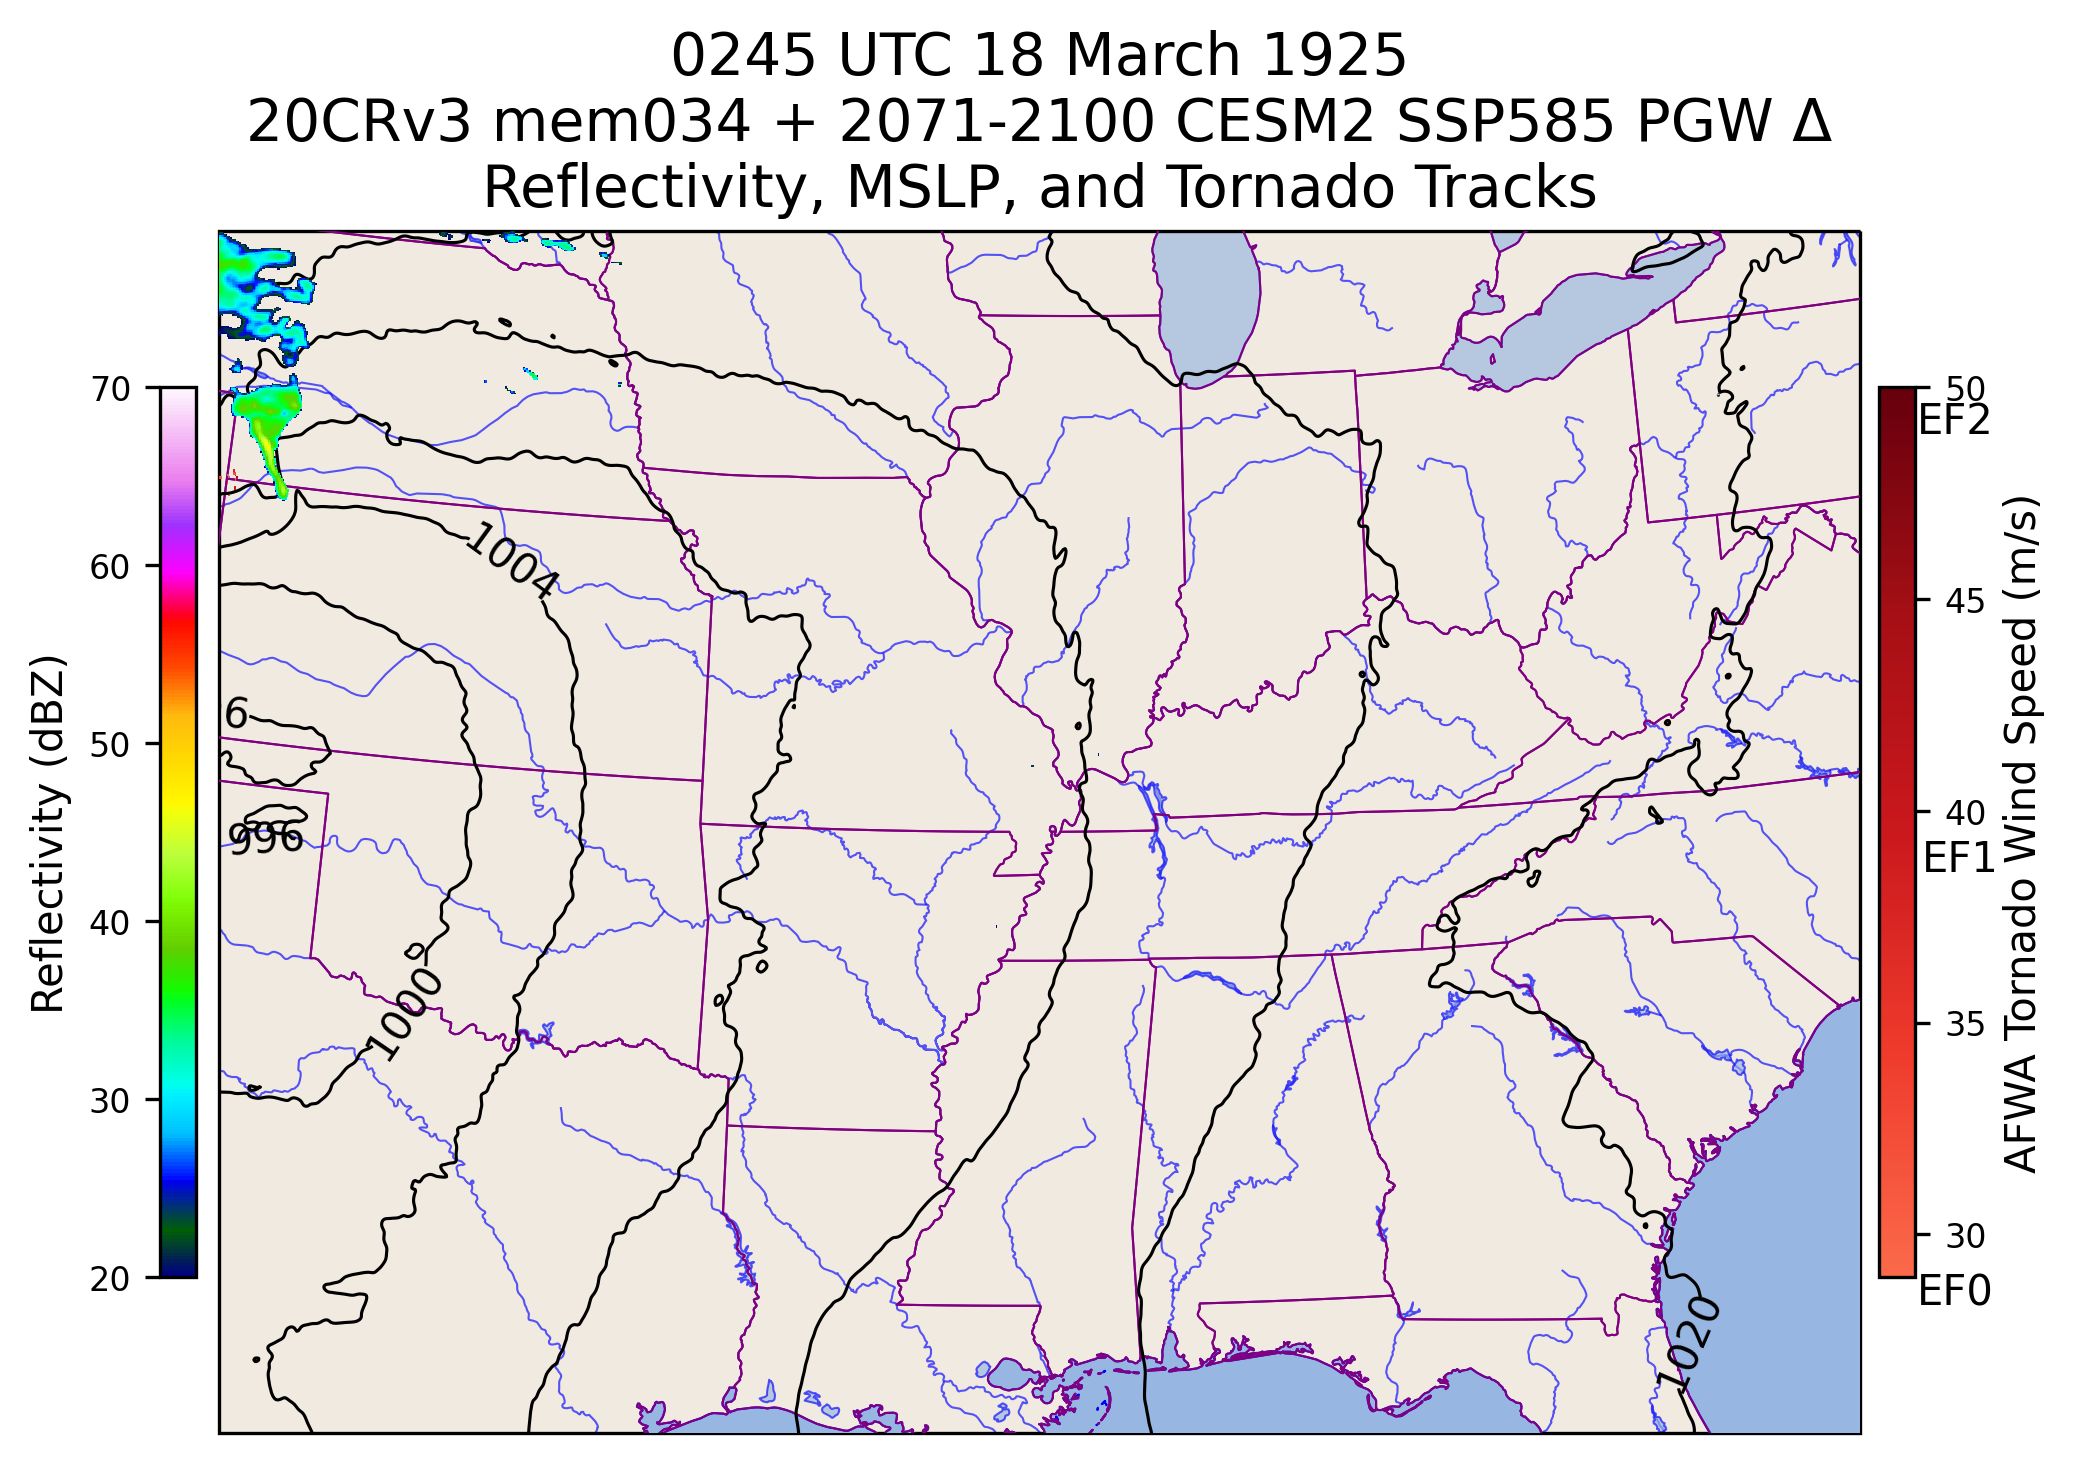 0245 UTC 18 March 1925
20CRv3 mem034 + 2071-2100 CESM2 SSP585 PGW Δ
Reflectivity, MSLP, and Tornado Tracks
70
60
50
40
30
20
Reflectivity (dBZ)
1004
6
996
1000
1020
50
EF2
45
40
EF1
35
30
EF0
AFWA Tornado Wind Speed (m/s)